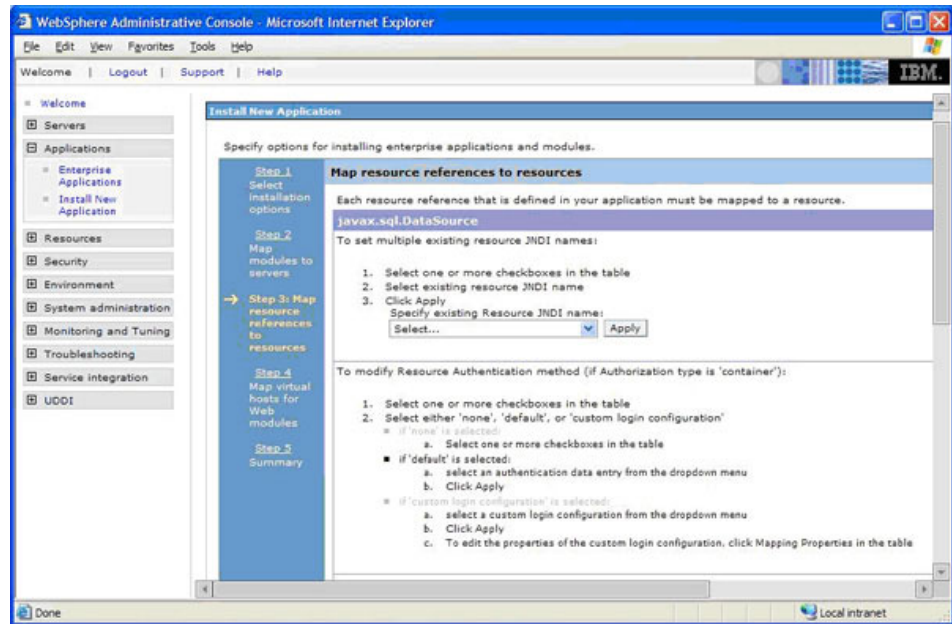 WebSphere Administrative Console - Microsoft Internet Explorer
File Edit View Favorites Tools Help
Welcome | Logout | Support | Help
IBM.
Welcome
Servers
Applications
Enterprise
Applications
Install New
Application
Resources
Security
Environment
System administration
Monitoring and Tuning
Troubleshooting
Service integration
UDDI
Install New Application
Specify options for installing enterprise applications and modules.
Step 1
Select
installation
options
Step 2
Map
modules to
servers
Step 3: Map
resource
references
to
resources
Step 4
Map virtual
hosts for
Web
modules
Step 5
Summary
Map resource references to resources
Each resource reference that is defined in your application must be mapped to a resource.
javax.sql.DataSource
To set multiple existing resource JNDI names:
1. Select one or more checkboxes in the table
2. Select existing resource JNDI name
3. Click Apply
Specify existing Resource JNDI name:
Select... Apply
To modify Resource Authentication method (if Authorization type is 'container'):
1. Select one or more checkboxes in the table
2. Select either 'none', 'default', or 'custom login configuration'
if 'none' is selected:
a. Select one or more checkboxes in the table
if 'default' is selected:
a. select an authentication data entry from the dropdown menu
b. Click Apply
if 'custom login configuration' is selected:
a. select a custom login configuration from the dropdown menu
b. Click Apply
c. To edit the properties of the custom login configuration, click Mapping Properties in the table
Done
Local intranet